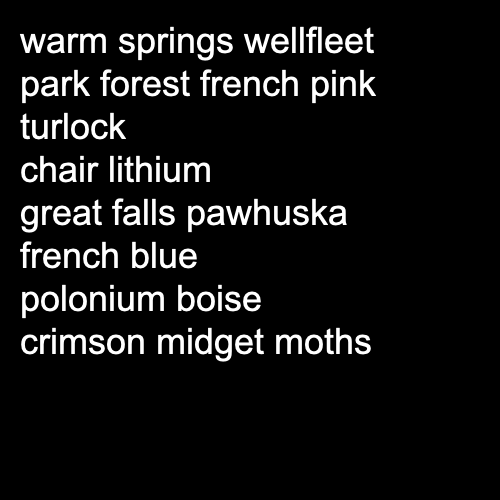 warm springs wellfleet
park forest french pink
turlock
chair lithium
great falls pawhuska
french blue
polonium boise
crimson midget moths